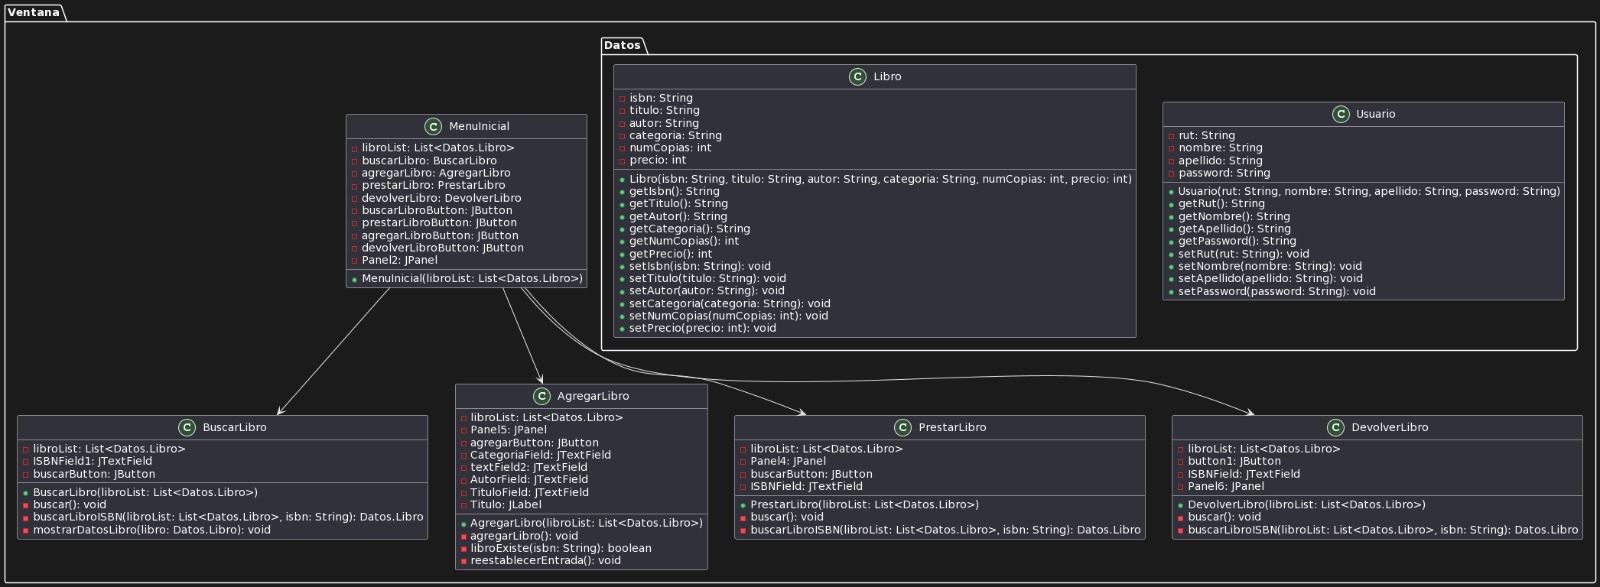 Ventana
Datos
C Libro
isbn: String
titulo: String
autor: String
categoria: String
numCopias: int
precio: int
Libro(isbn: String, titulo: String, autor: String, categoria: String, numCopias: int, precio: int)
getIsbn(): String
getTitulo(): String
getAutor(): String
getCategoria(): String
getNumCopias(): int
getPrecio(): int
setIsbn(isbn: String): void
setTitulo(titulo: String): void
setAutor(autor: String): void
setCategoria(categoria: String): void
setNumCopias(numCopias: int): void
setPrecio(precio: int): void
C Usuario
rut: String
nombre: String
apellido: String
password: String
Usuario(rut: String, nombre: String, apellido: String, password: String)
getRut(): String
getNombre(): String
getApellido(): String
getPassword(): String
setRut(rut: String): void
setNombre(nombre: String): void
setApellido(apellido: String): void
setPassword(password: String): void
C MenuInicial
libroList: List<Datos.Libro>
buscarLibro: BuscarLibro
agregarLibro: AgregarLibro
prestarLibro: PrestarLibro
devolverLibro: DevolverLibro
buscarLibroButton: JButton
prestarLibroButton: JButton
agregarLibroButton: JButton
devolverLibroButton: JButton
Panel2: JPanel
MenuInicial(libroList: List<Datos.Libro>)
C BuscarLibro
libroList: List<Datos.Libro>
ISBNField1: JTextField
buscarButton: JButton
BuscarLibro(libroList: List<Datos.Libro>)
buscar(): void
buscarLibroISBN(libroList: List<Datos.Libro>, isbn: String): Datos.Libro
mostrarDatosLibro(libro: Datos.Libro): void
C AgregarLibro
libroList: List<Datos.Libro>
Panel5: JPanel
agregarButton: JButton
CategoriaField: JTextField
textField2: JTextField
AutorField: JTextField
TituloField: JTextField
Titulo: JLabel
AgregarLibro(libroList: List<Datos.Libro>)
agregarLibro(): void
libroExiste(isbn: String): boolean
reestablecerEntrada(): void
C PrestarLibro
libroList: List<Datos.Libro>
Panel4: JPanel
buscarButton: JButton
ISBNField: JTextField
PrestarLibro(libroList: List<Datos.Libro>)
buscar(): void
buscarLibroISBN(libroList: List<Datos.Libro>, isbn: String): Datos.Libro
C DevolverLibro
libroList: List<Datos.Libro>
button1: JButton
ISBNField: JTextField
Panel6: JPanel
DevolverLibro(libroList: List<Datos.Libro>)
buscar(): void
buscarLibroISBN(libroList: List<Datos.Libro>, isbn: String): Datos.Libro